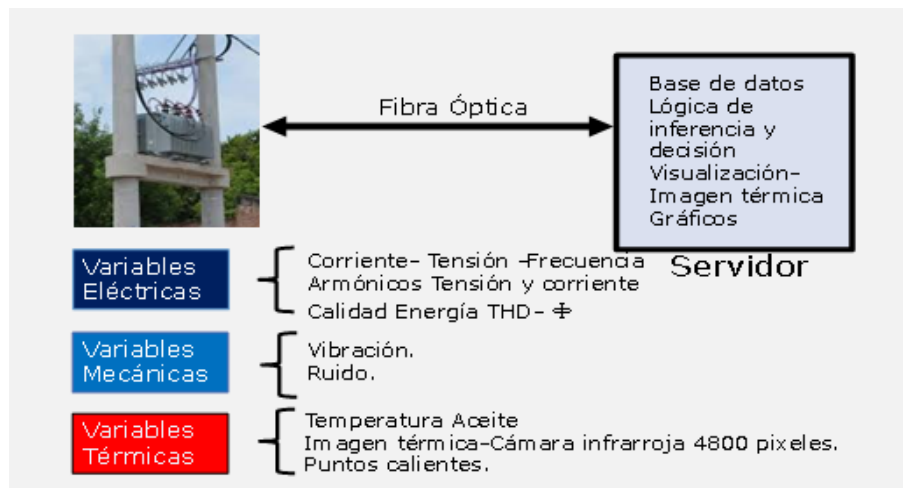 Fibra Óptica
Base de datos
Lógica de
inferencia y
decisión
Visualización-
Imagen térmica
Gráficos
Servidor
Variables
Eléctricas
Corriente- Tensión -Frecuencia
Armónicos Tensión y corriente
Calidad Energía THD-
Variables
Mecánicas
Vibración.
Ruido.
Variables
Térmicas
Temperatura Aceite
Imagen térmica-Cámara infrarroja 4800 pixeles.
Puntos calientes.